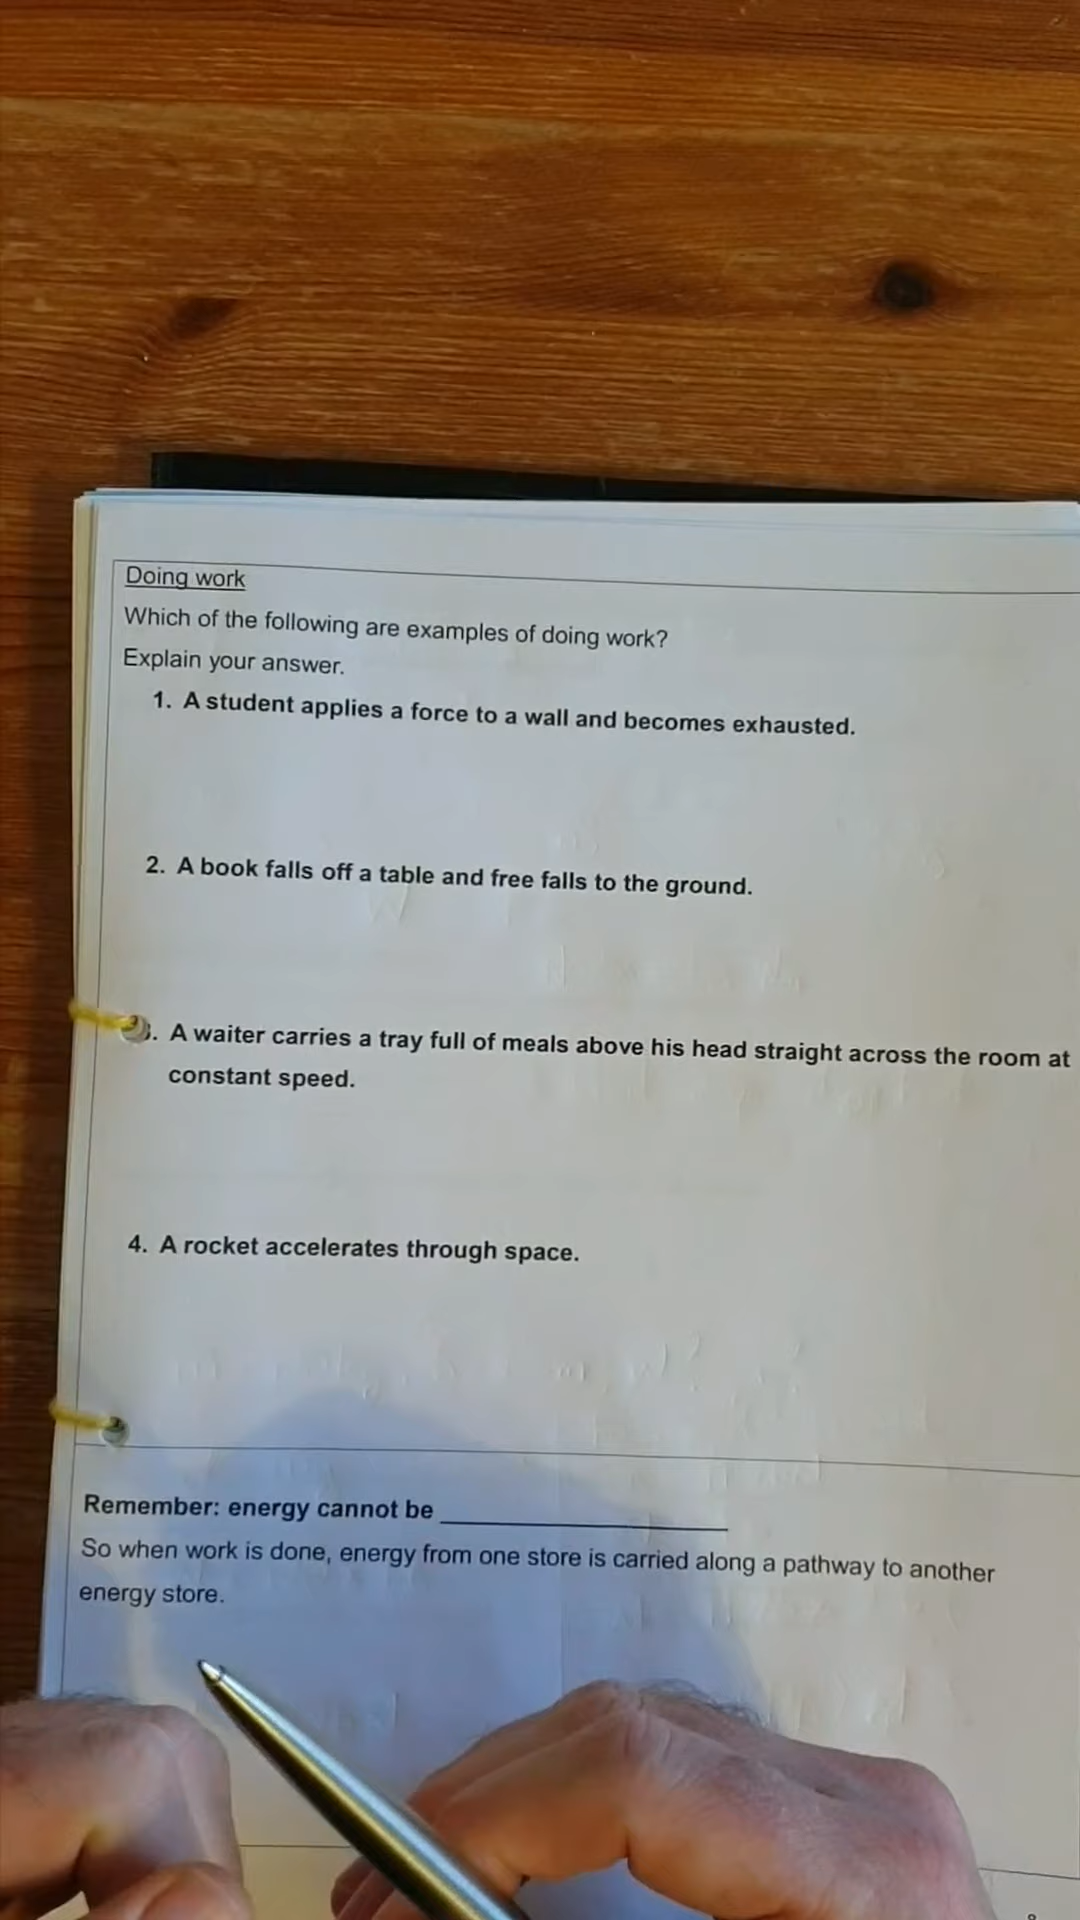 Doing work
Which of the following are examples of doing work?
Explain your answer.
1. A student applies a force to a wall and becomes exhausted.
2. A book falls off a table and free falls to the ground.
3. A waiter carries a tray full of meals above his head straight across the room at
constant speed.
4. A rocket accelerates through space.
Remember: energy cannot be ____________________
So when work is done, energy from one store is carried along a pathway to another
energy store.